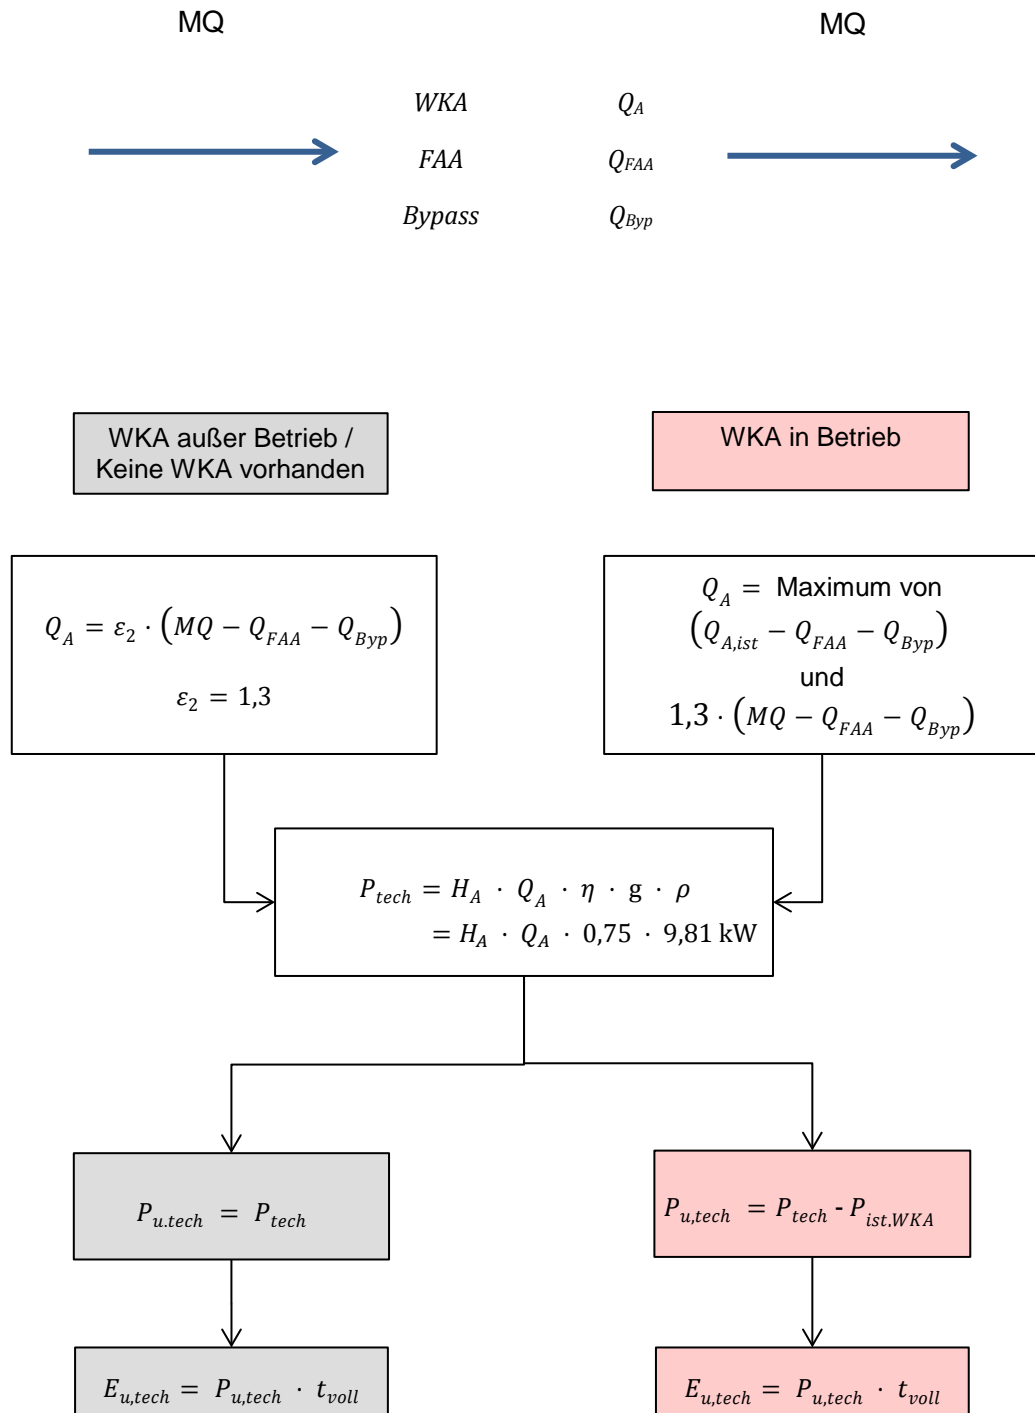 MQ MQ
WKA Q_A
FAA Q_FAA
Bypass Q_Byp
WKA außer Betrieb /
Keine WKA vorhanden
WKA in Betrieb
Q_A = ε_2 · (MQ − Q_FAA − Q_Byp)
ε_2 = 1,3
Q_A = Maximum von
(Q_A,ist − Q_FAA − Q_Byp)
und
1,3 · (MQ − Q_FAA − Q_Byp)
P_tech = H_A · Q_A · η · g · ρ
= H_A · Q_A · 0,75 · 9,81 kW
P_u.tech = P_tech
P_u,tech = P_tech - P_ist.WKA
E_u,tech = P_u,tech · t_voll
E_u,tech = P_u,tech · t_voll